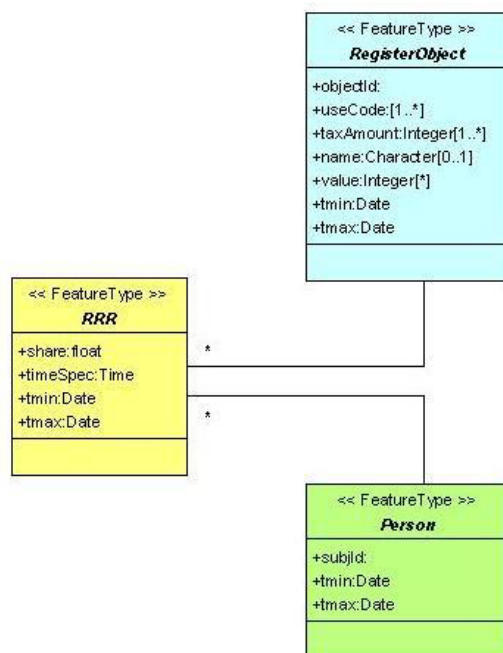 << FeatureType >>
RegisterObject
+objectId:
+useCode:[1..*]
+taxAmount:Integer[1..*]
+name:Character[0..1]
+value:Integer[*]
+tmin:Date
+tmax:Date
<< FeatureType >>
RRR
+share:float
+timeSpec:Time
+tmin:Date
+tmax:Date
*
*
<< FeatureType >>
Person
+subjId:
+tmin:Date
+tmax:Date